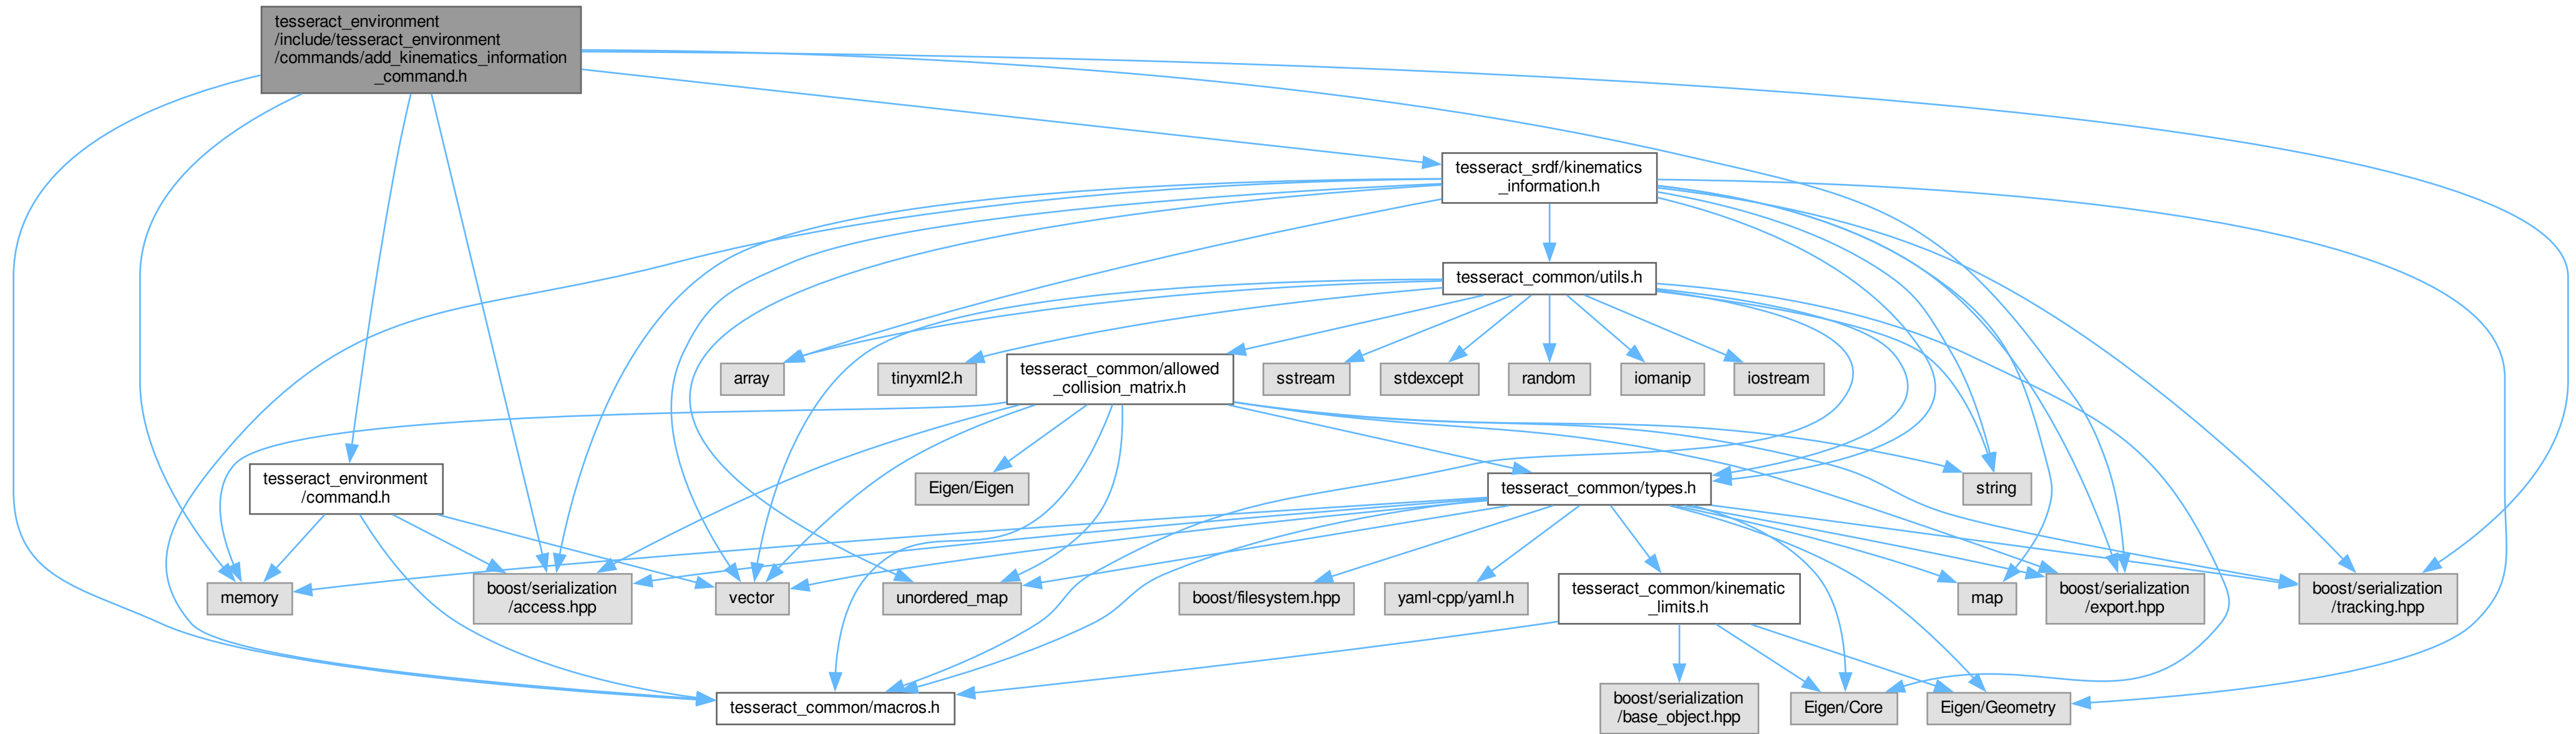 tesseract_environment
/include/tesseract_environment
/commands/add_kinematics_information
_command.h
tesseract_srdf/kinematics
_information.h
tesseract_common/utils.h
array
tinyxml2.h
tesseract_common/allowed
_collision_matrix.h
sstream
stdexcept
random
iomanip
iostream
tesseract_environment
/command.h
Eigen/Eigen
tesseract_common/types.h
string
memory
boost/serialization
/access.hpp
vector
unordered_map
boost/filesystem.hpp
yaml-cpp/yaml.h
tesseract_common/kinematic
_limits.h
map
boost/serialization
/export.hpp
boost/serialization
/tracking.hpp
tesseract_common/macros.h
boost/serialization
/base_object.hpp
Eigen/Core
Eigen/Geometry